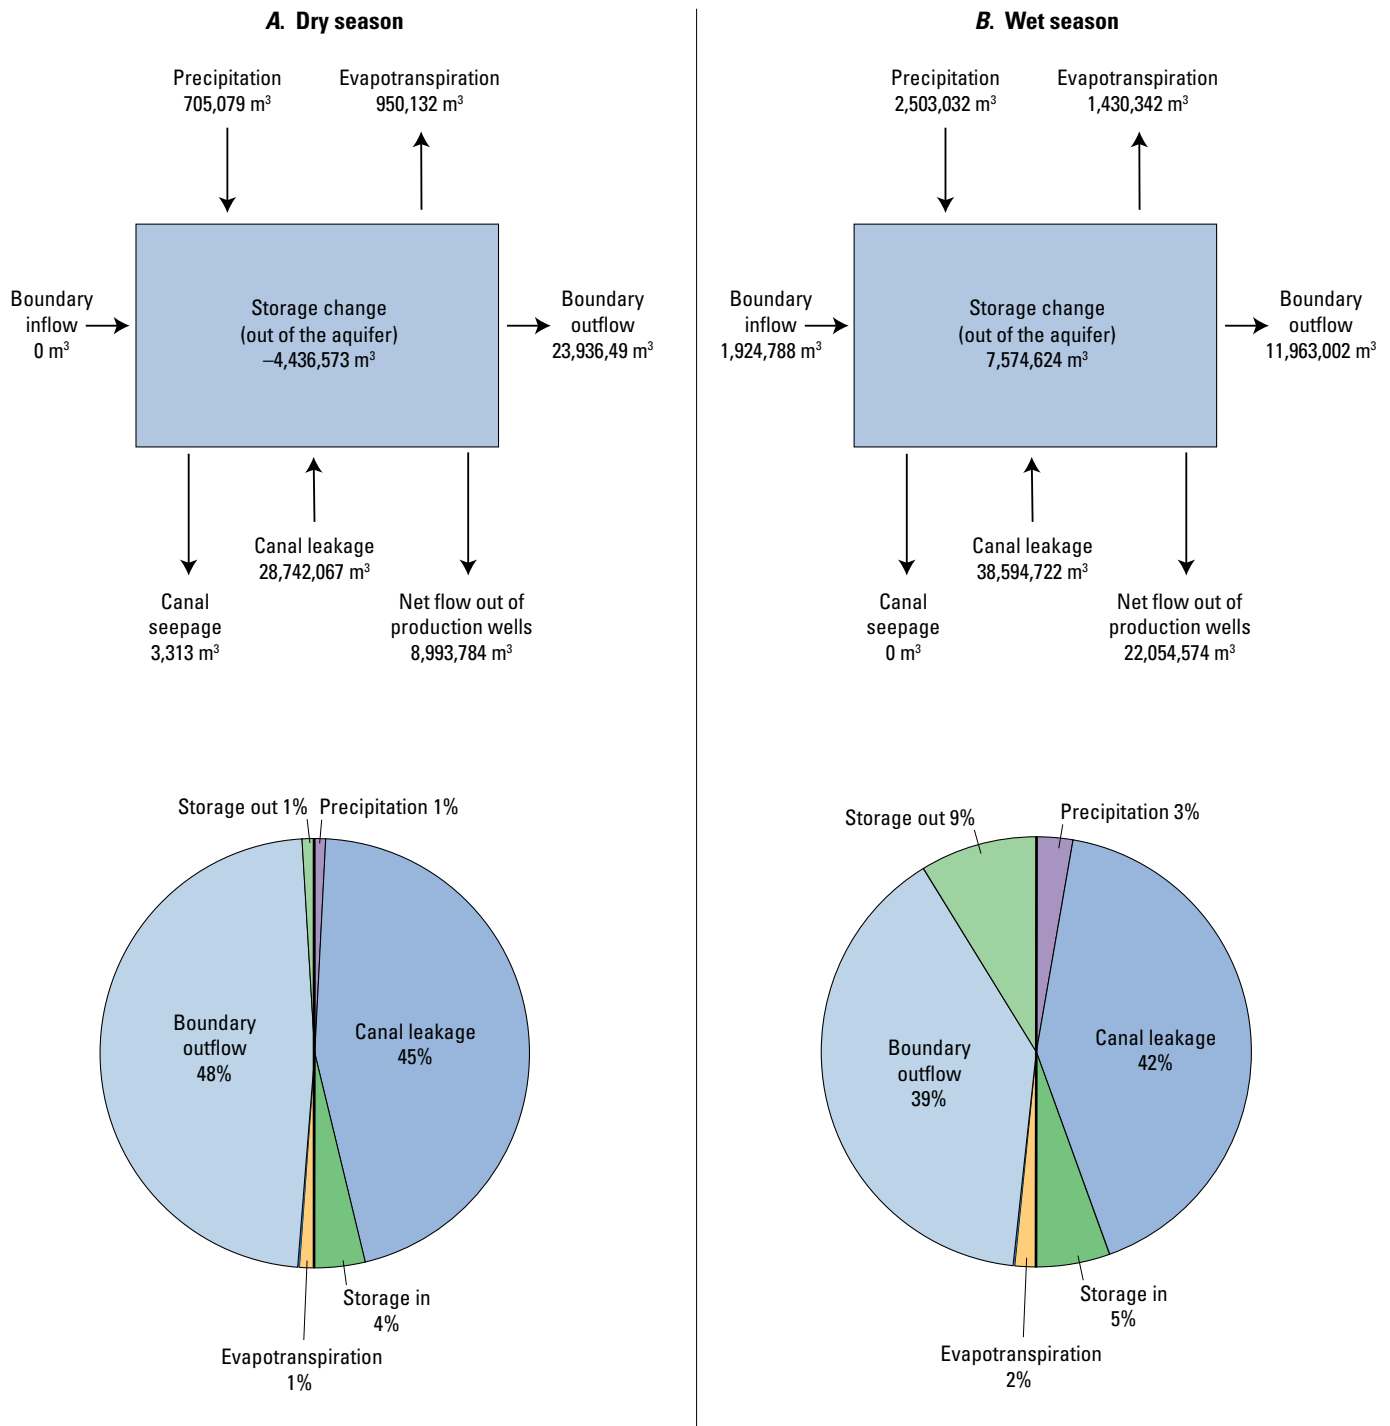 A. Dry season
Precipitation
705,079 m³
Evapotranspiration
950,132 m³
Boundary
inflow
0 m³
Storage change
(out of the aquifer)
–4,436,573 m³
Boundary
outflow
23,936,49 m³
Canal leakage
28,742,067 m³
Canal
seepage
3,313 m³
Net flow out of
production wells
8,993,784 m³
Storage out 1%
Precipitation 1%
Boundary
outflow
48%
Canal leakage
45%
Storage in
4%
Evapotranspiration
1%
B. Wet season
Precipitation
2,503,032 m³
Evapotranspiration
1,430,342 m³
Boundary
inflow
1,924,788 m³
Storage change
(out of the aquifer)
7,574,624 m³
Boundary
outflow
11,963,002 m³
Canal leakage
38,594,722 m³
Canal
seepage
0 m³
Net flow out of
production wells
22,054,574 m³
Storage out 9%
Precipitation 3%
Boundary
outflow
39%
Canal leakage
42%
Storage in
5%
Evapotranspiration
2%